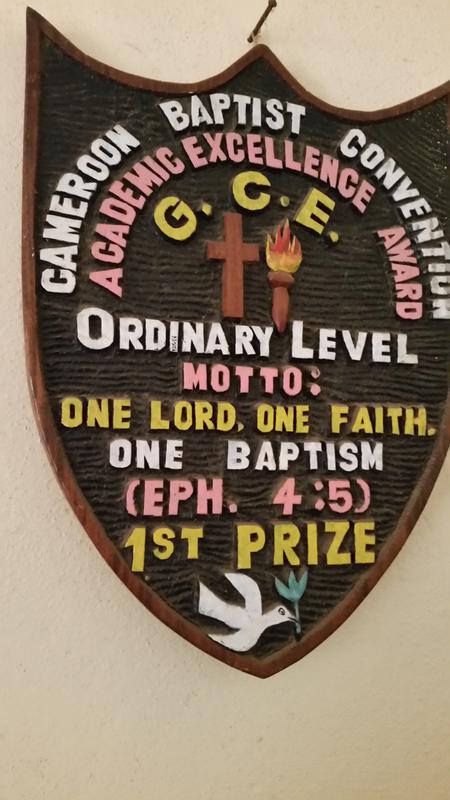 CAMEROON BAPTIST CONVENTION
ACADEMIC EXCELLENCE AWARD
G.C.E.
ORDINARY LEVEL
MOTTO:
ONE LORD, ONE FAITH,
ONE BAPTISM
(EPH. 4:5)
1ST PRIZE